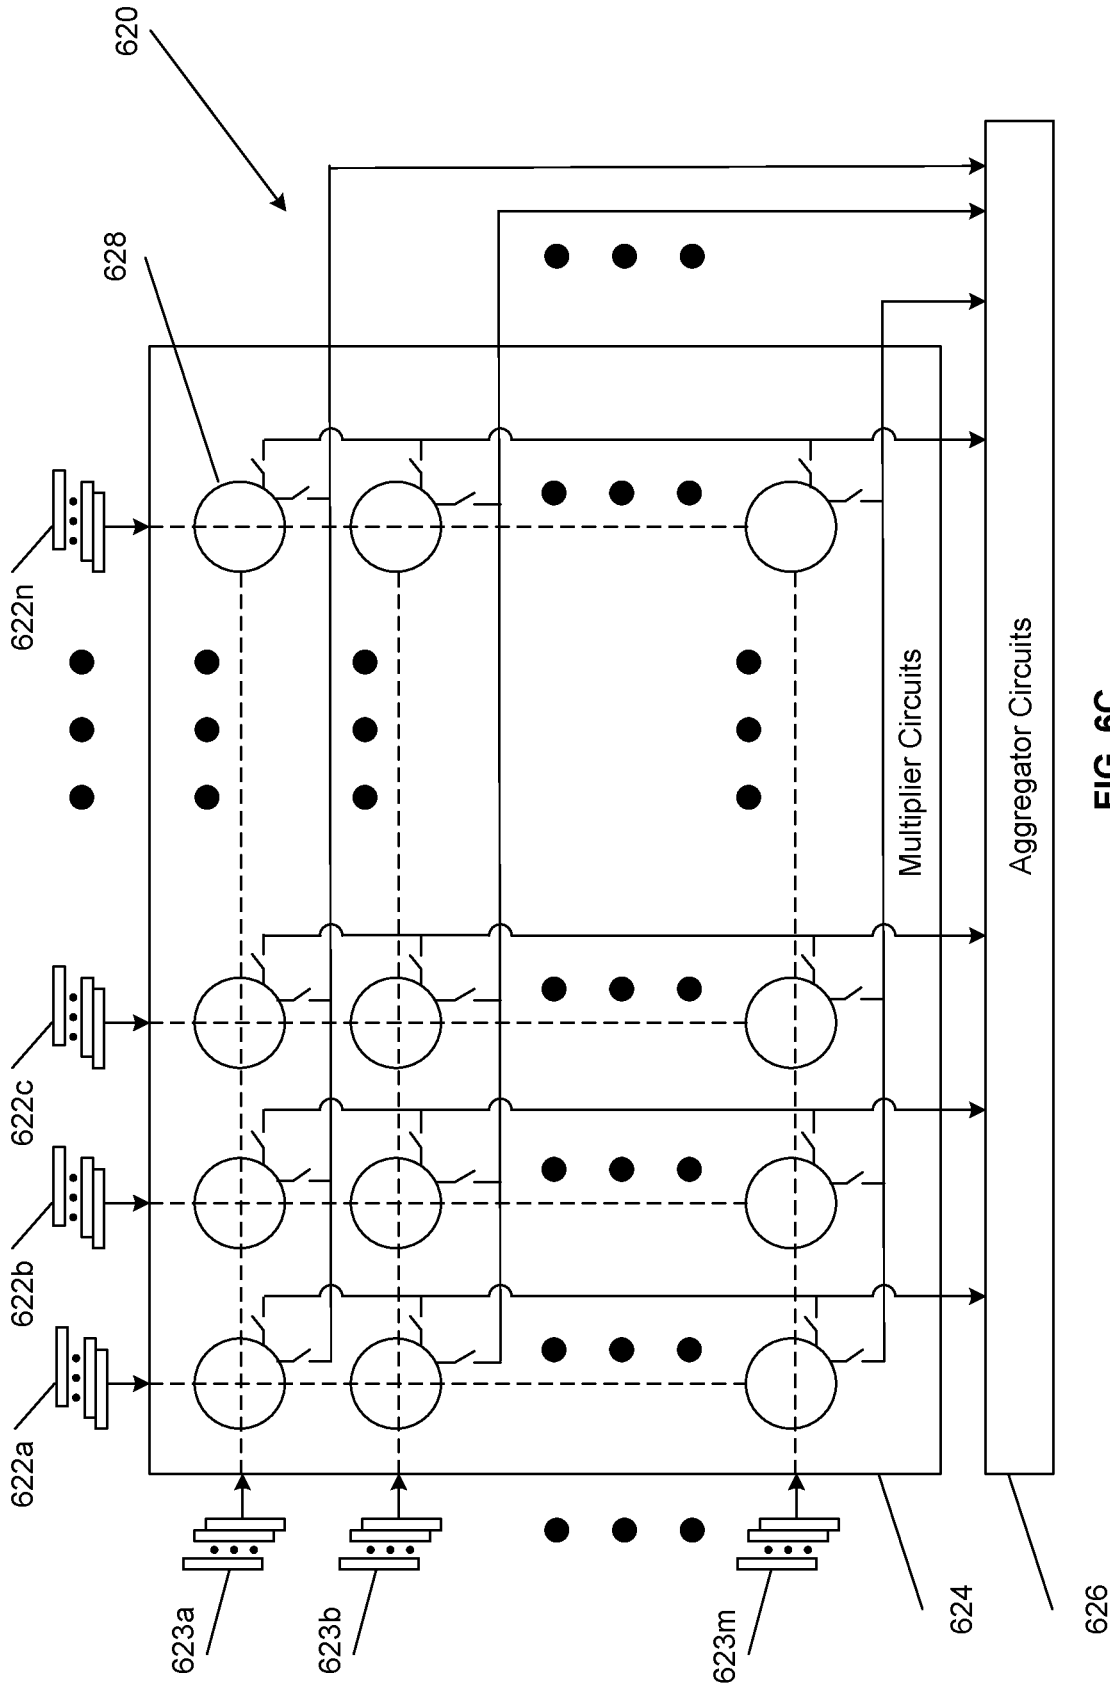 620
628
622n
622c
622b
622a
623a
623b
623m
Multiplier Circuits
Aggregator Circuits
624
626
FIG. 6C